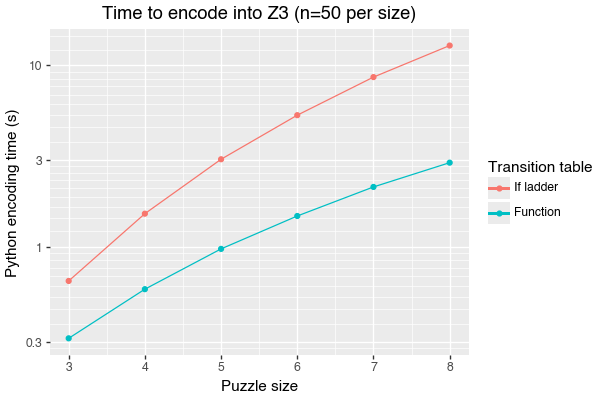 Time to encode into Z3 (n=50 per size)
Python encoding time (s)
10
3
1
0.3
3 4 5 6 7 8
Puzzle size
Transition table
If ladder
Function